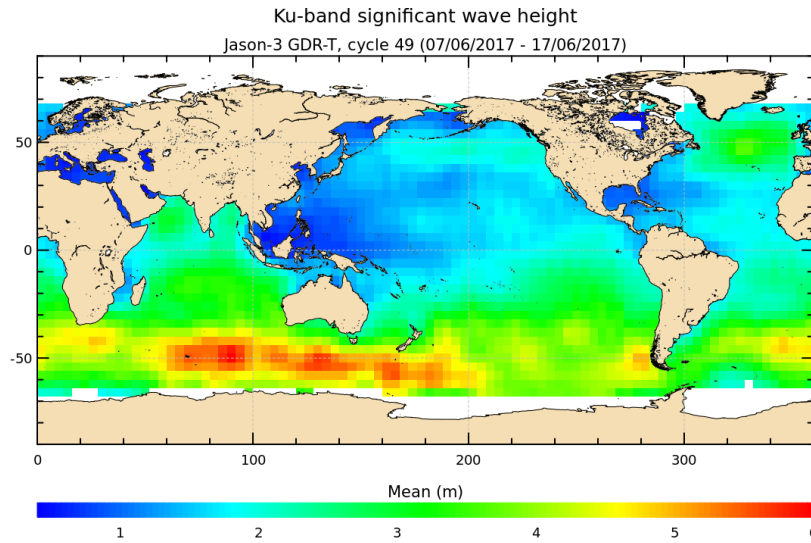 Ku-band significant wave height
Jason-3 GDR-T, cycle 49 (07/06/2017 - 17/06/2017)
50
0
-50
0 100 200 300
Mean (m)
1 2 3 4 5